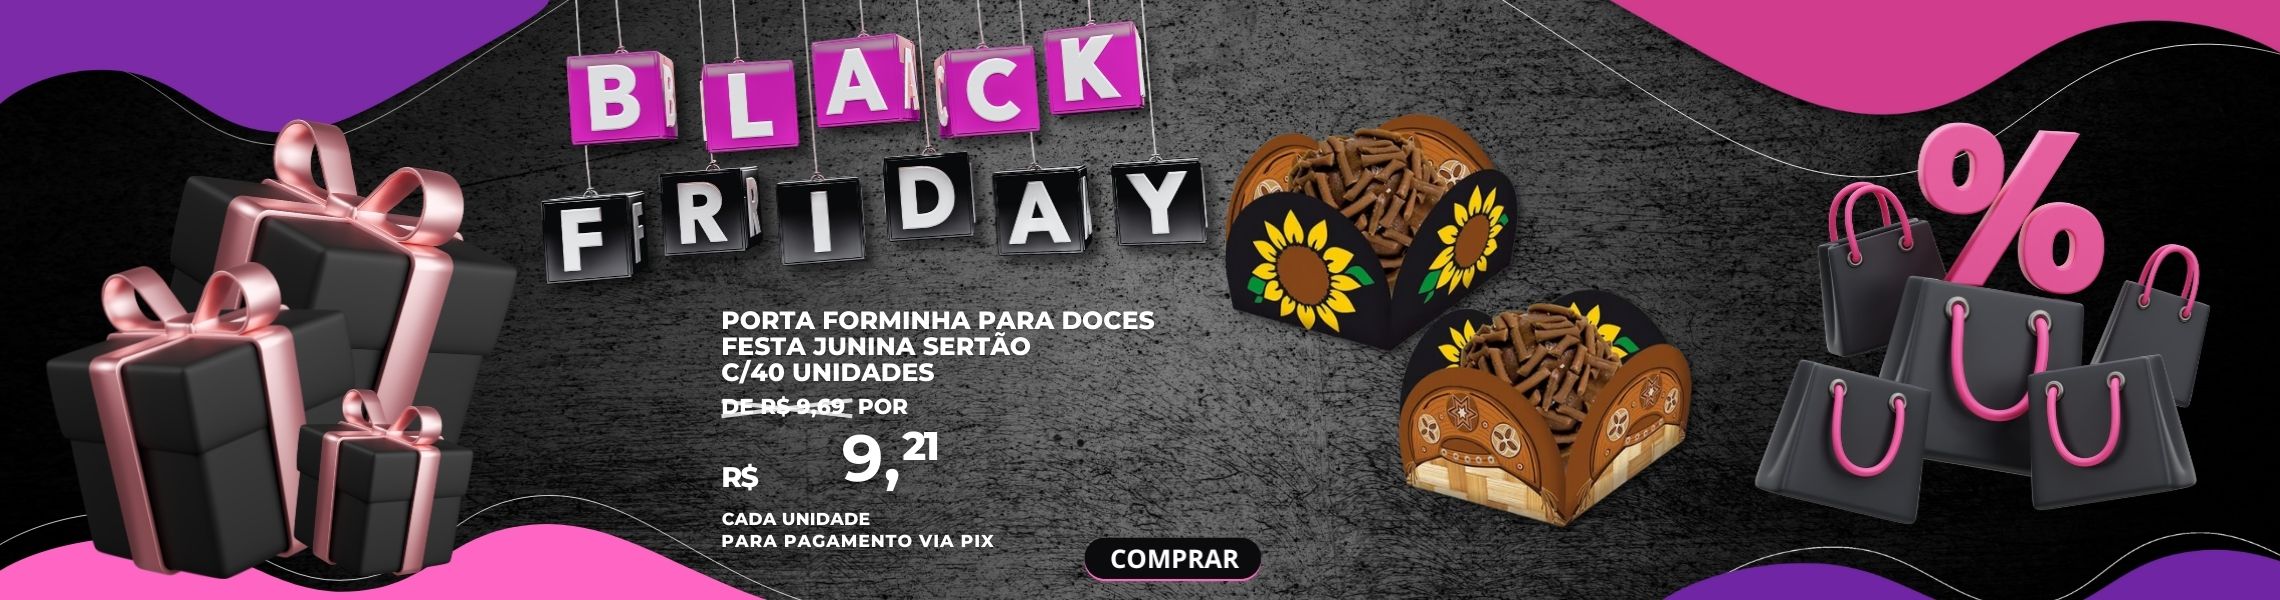 BLACK
FRIDAY
PORTA FORMINHA PARA DOCES
FESTA JUNINA SERTÃO
C/40 UNIDADES
DE R$ 9,69 POR
R$ 9,21
CADA UNIDADE
PARA PAGAMENTO VIA PIX
COMPRAR
%